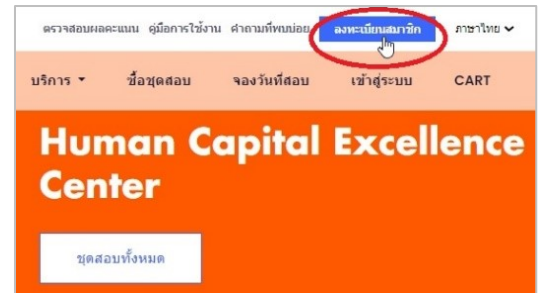 ตรวจสอบผลคะแนน คู่มือการใช้งาน คำถามที่พบบ่อย ลงทะเบียนสมาชิก ภาษาไทย
บริการ ซื้อชุดสอบ จองวันที่สอบ เข้าสู่ระบบ CART
Human Capital Excellence
Center
ชุดสอบทั้งหมด